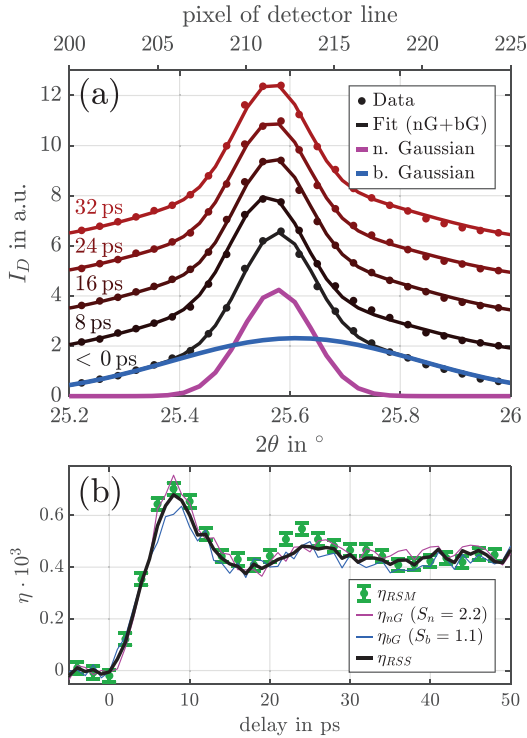 pixel of detector line
200 205 210 215 220 225
(a)
12
10
8
6
4
2
0
I_D in a.u.
Data
Fit (nG+bG)
n. Gaussian
b. Gaussian
32 ps
24 ps
16 ps
8 ps
< 0 ps
25.2 25.4 25.6 25.8 26
2θ in °
(b)
0.8
0.6
0.4
0.2
0
η · 10³
η_RSM
η_nG (S_n = 2.2)
η_bG (S_b = 1.1)
η_RSS
0 10 20 30 40 50
delay in ps